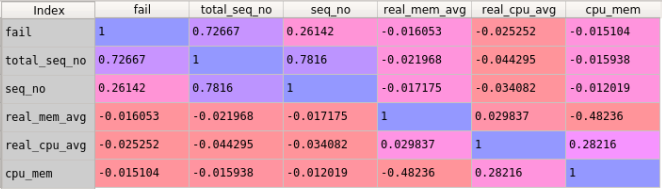 Index fail total_seq_no seq_no real_mem_avg real_cpu_avg cpu_mem
fail 1 0.72667 0.26142 -0.016053 -0.025252 -0.015104
total_seq_no 0.72667 1 0.7816 -0.021968 -0.044295 -0.015938
seq_no 0.26142 0.7816 1 -0.017175 -0.034082 -0.012019
real_mem_avg -0.016053 -0.021968 -0.017175 1 0.029837 -0.48236
real_cpu_avg -0.025252 -0.044295 -0.034082 0.029837 1 0.28216
cpu_mem -0.015104 -0.015938 -0.012019 -0.48236 0.28216 1